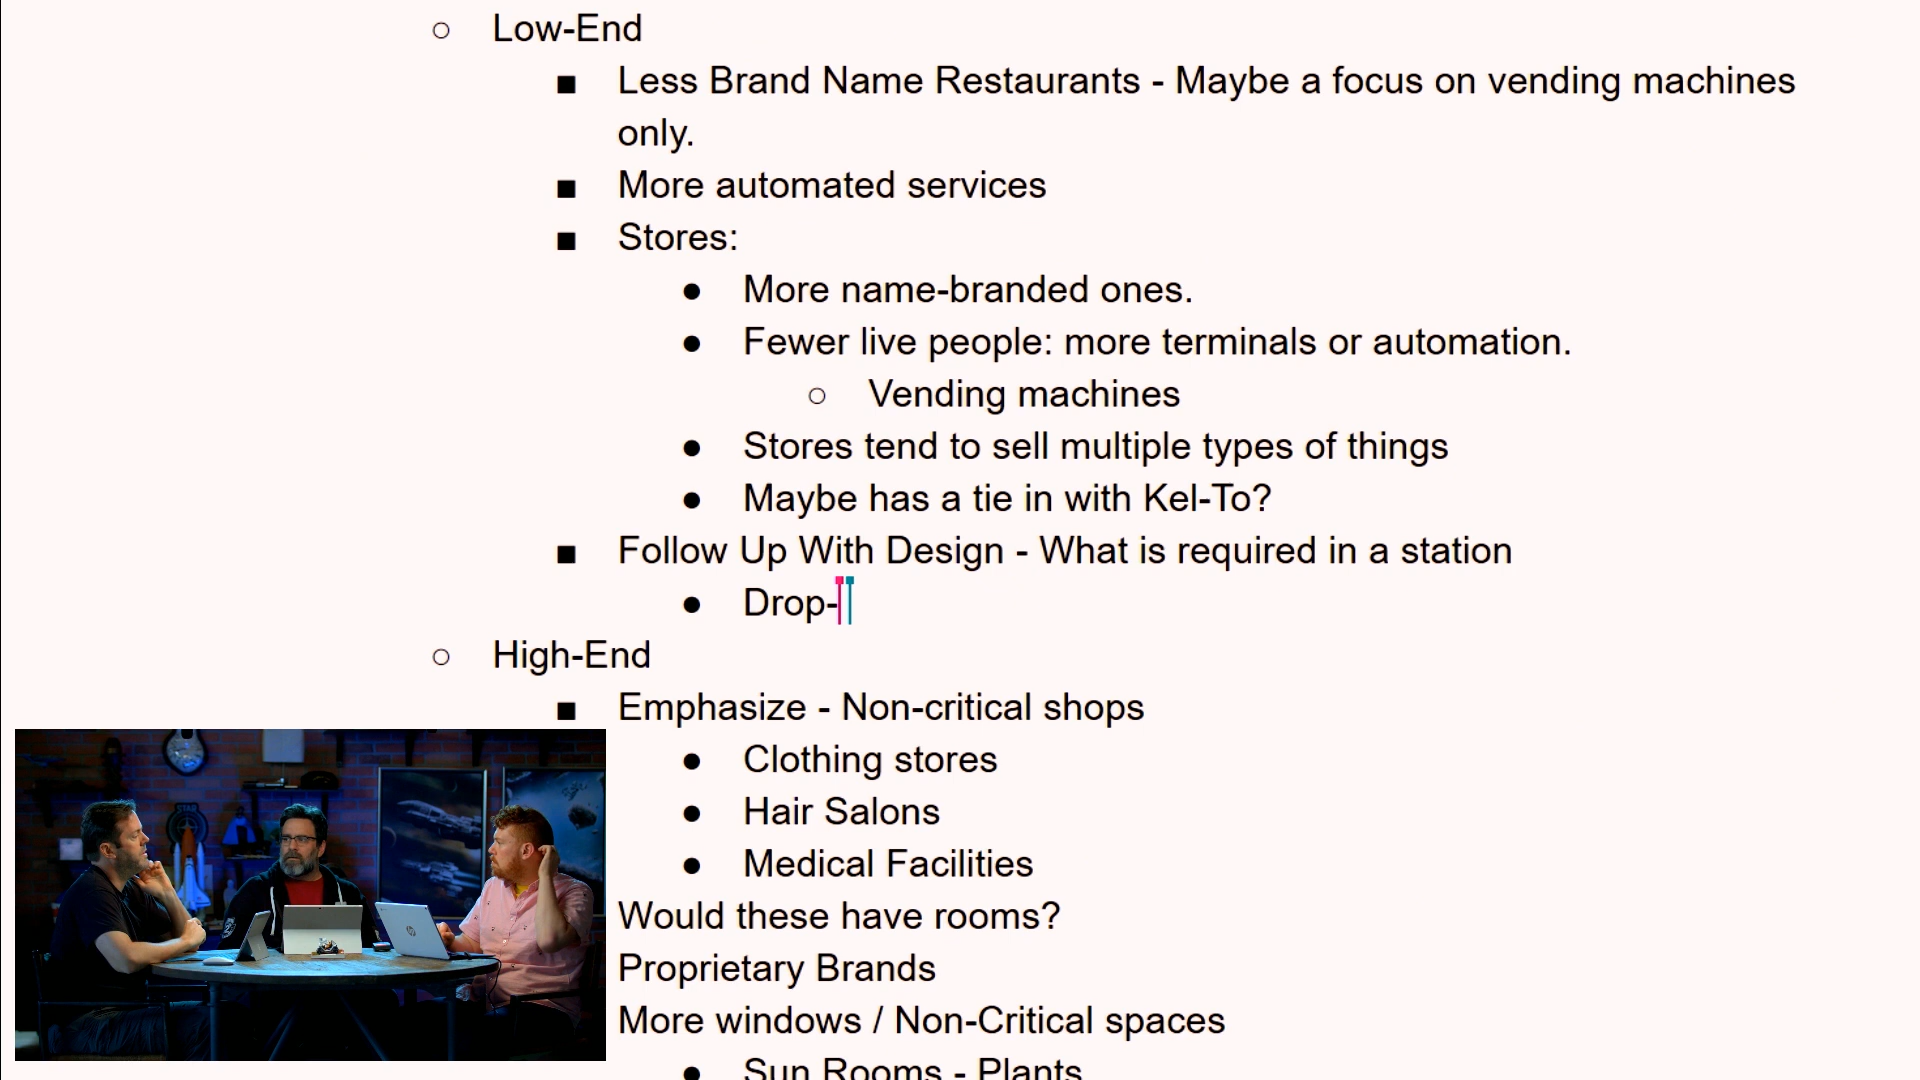 Low-End
Less Brand Name Restaurants - Maybe a focus on vending machines
only.
More automated services
Stores:
More name-branded ones.
Fewer live people: more terminals or automation.
Vending machines
Stores tend to sell multiple types of things
Maybe has a tie in with Kel-To?
Follow Up With Design - What is required in a station
Drop-
High-End
Emphasize - Non-critical shops
Clothing stores
Hair Salons
Medical Facilities
Would these have rooms?
Proprietary Brands
More windows / Non-Critical spaces
Sun Rooms - Plants
STAR
hp